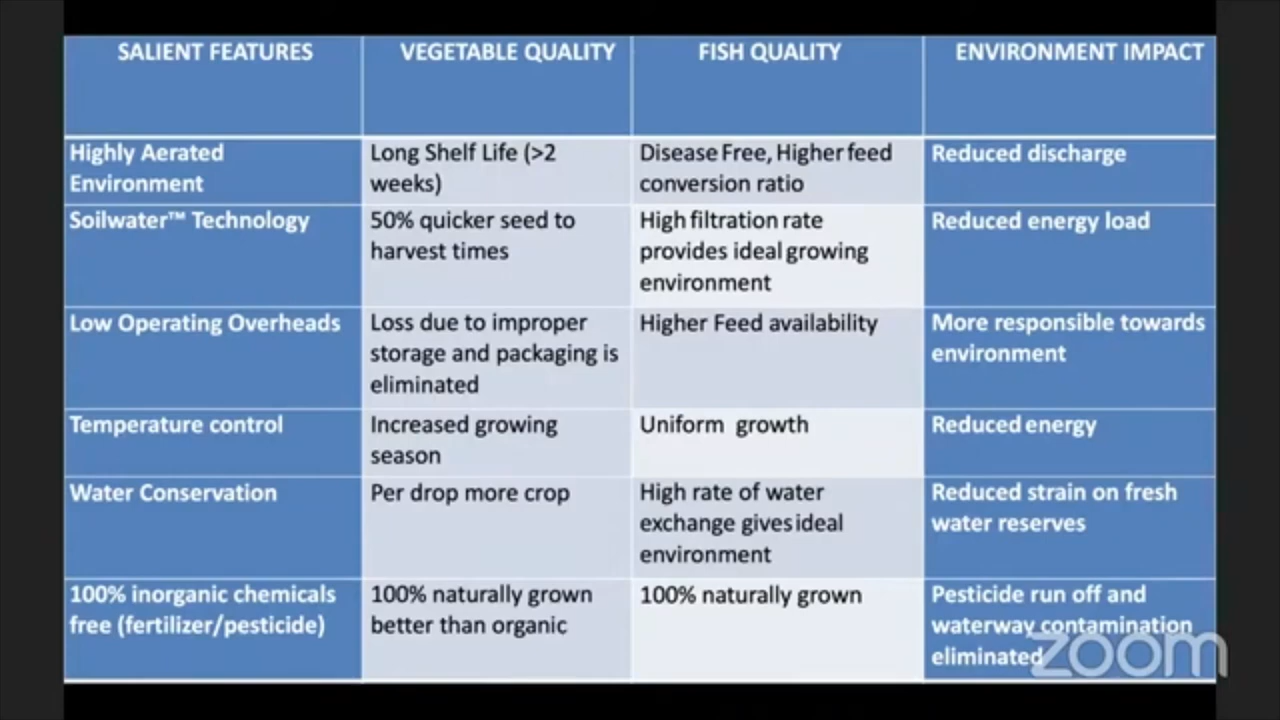 SALIENT FEATURES VEGETABLE QUALITY FISH QUALITY ENVIRONMENT IMPACT
Highly Aerated
Environment
Long Shelf Life (>2
weeks)
Disease Free, Higher feed
conversion ratio
Reduced discharge
Soilwater™ Technology
50% quicker seed to
harvest times
High filtration rate
provides ideal growing
environment
Reduced energy load
Low Operating Overheads
Loss due to improper
storage and packaging is
eliminated
Higher Feed availability
More responsible towards
environment
Temperature control
Increased growing
season
Uniform growth
Reduced energy
Water Conservation
Per drop more crop
High rate of water
exchange gives ideal
environment
Reduced strain on fresh
water reserves
100% inorganic chemicals
free (fertilizer/pesticide)
100% naturally grown
better than organic
100% naturally grown
Pesticide run off and
waterway contamination
eliminated
zoom